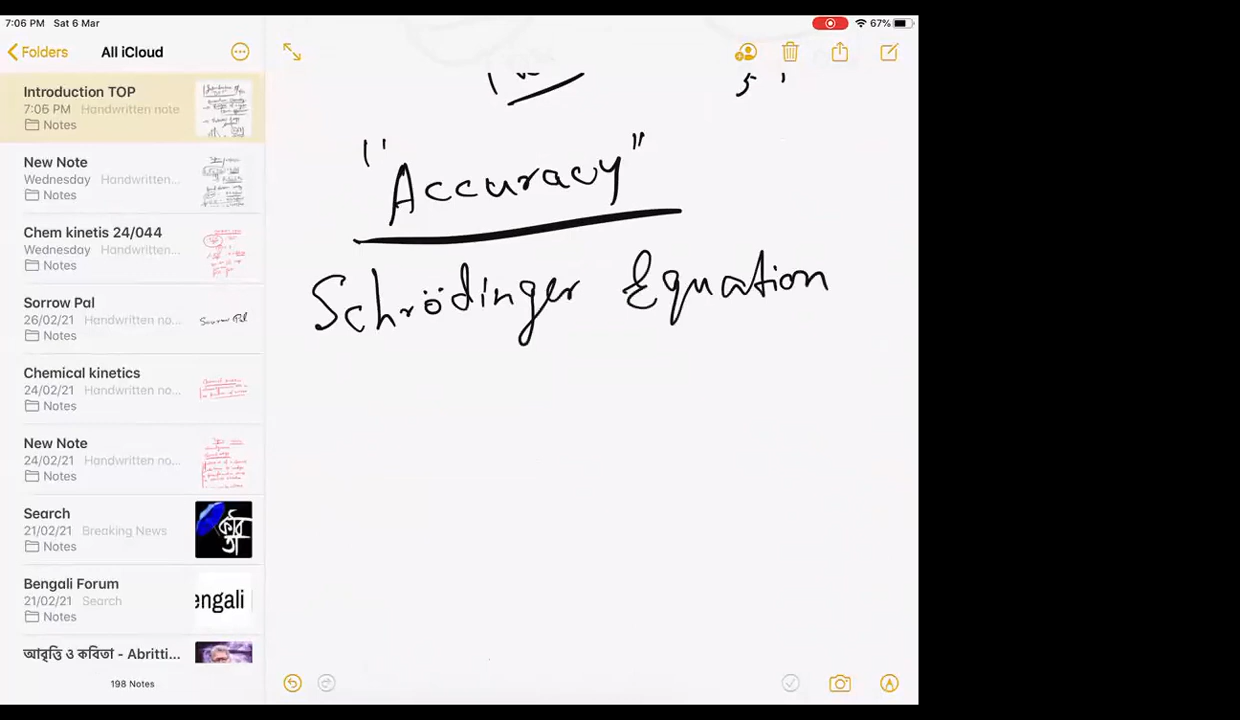 7:06 PM Sat 6 Mar 67%
Folders All iCloud
Introduction TOP
7:06 PM Handwritten note
Notes
New Note
Wednesday Handwritten...
Notes
Chem kinetis 24/044
Wednesday Handwritten...
Notes
Sorrow Pal
26/02/21 Handwritten no...
Notes
Chemical kinetics
24/02/21 Handwritten no...
Notes
New Note
24/02/21 Handwritten no...
Notes
Search
21/02/21 Breaking News
Notes
কবি
তা
Bengali Forum
21/02/21 Search
Notes
engali
আবৃত্তি ও কবিতা - Abritti...
198 Notes
"Accuracy"
Schrödinger Equation